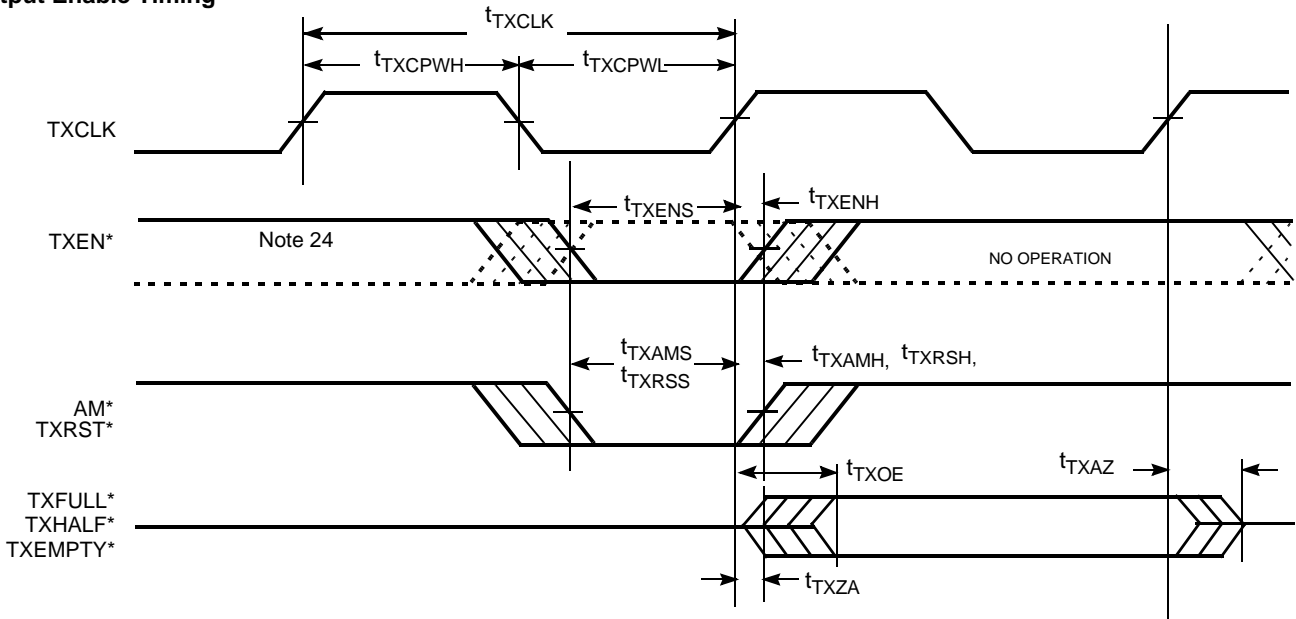 tput Enable Timing
tTXCLK
tTXCPWH tTXCPWL
TXCLK
tTXENS tTXENH
TXEN* Note 24 NO OPERATION
tTXAMS tTXAMH, tTXRSH,
tTXRSS
AM*
TXRST*
tTXOE tTXAZ
TXFULL*
TXHALF*
TXEMPTY*
tTXZA